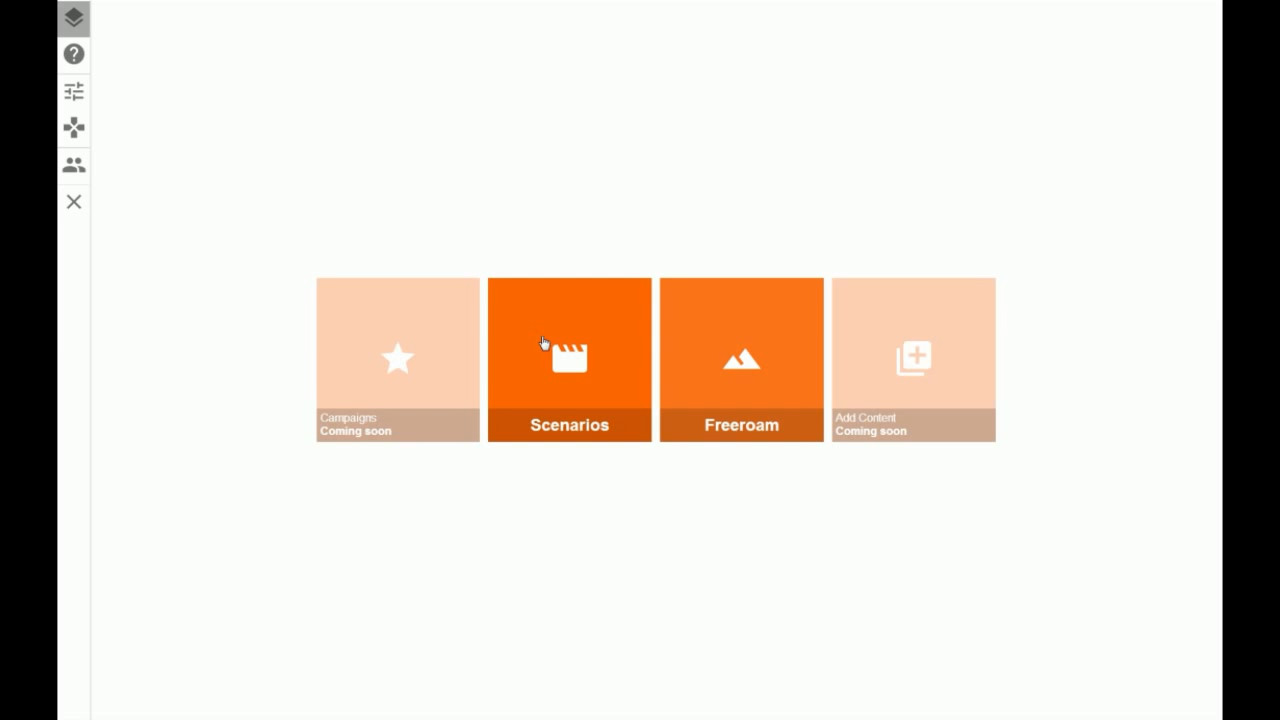 Campaigns
Coming soon
Scenarios
Freeroam
Add Content
Coming soon